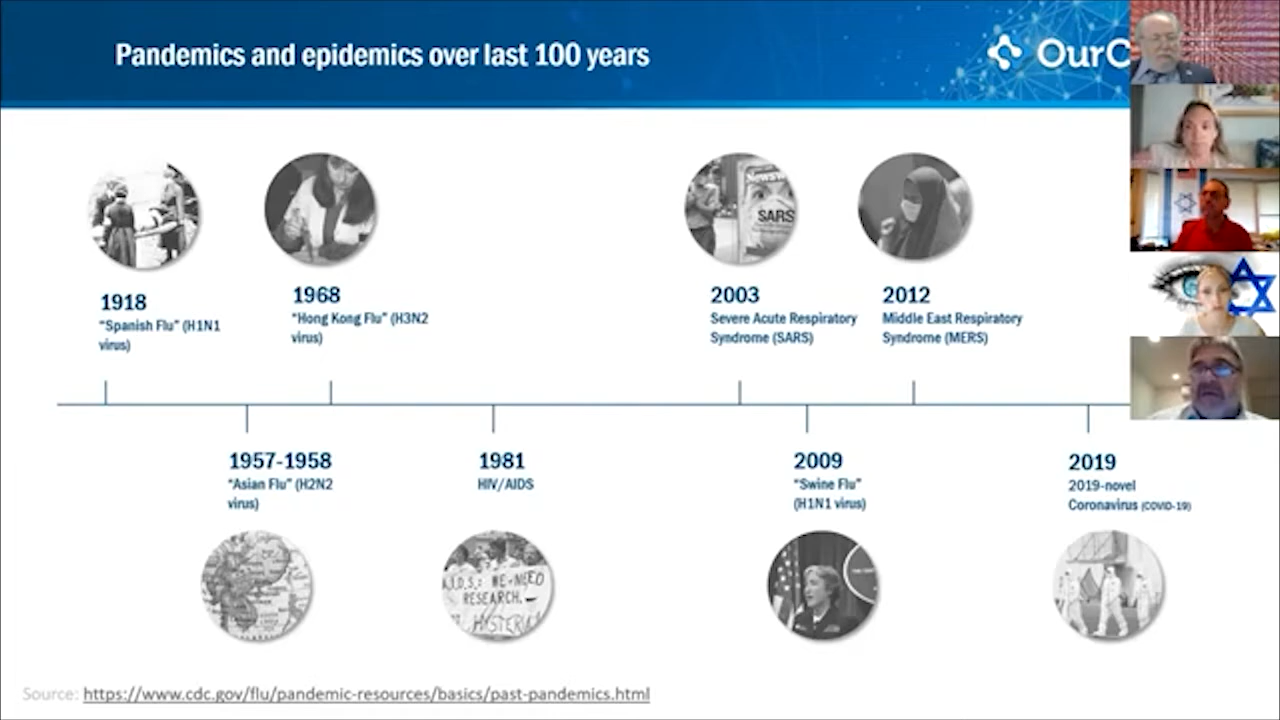 Pandemics and epidemics over last 100 years
OurC
Newsw
SARS
1918
"Spanish Flu" (H1N1
virus)
1968
"Hong Kong Flu" (H3N2
virus)
2003
Severe Acute Respiratory
Syndrome (SARS)
2012
Middle East Respiratory
Syndrome (MERS)
1957-1958
"Asian Flu" (H2N2
virus)
1981
HIV/AIDS
2009
"Swine Flu"
(H1N1 virus)
2019
2019-novel
Coronavirus (COVID-19)
A.I.D.S.: WE NEED
RESEARCH,
HYSTERIA
Source: https://www.cdc.gov/flu/pandemic-resources/basics/past-pandemics.html